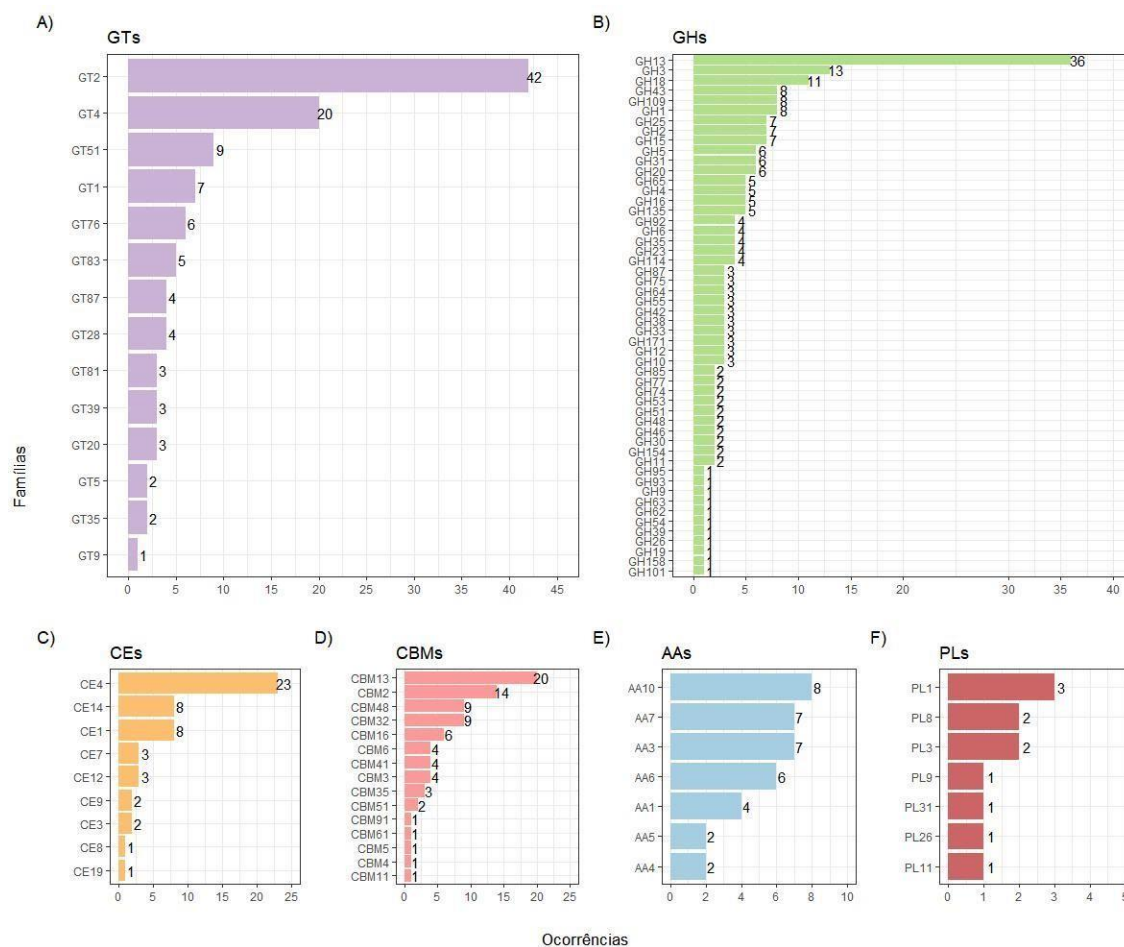 A)
GTs
GT2 42
GT4 20
GT51 9
GT1 7
GT76 6
GT83 5
GT87 4
GT28 4
GT81 3
GT39 3
GT20 3
GT5 2
GT35 2
GT9 1
0 5 10 15 20 25 30 35 40 45
Famílias
B)
GHs
GH13 36
GH3 13
GH18 11
GH43 8
GH109 8
GH1 8
GH25 7
GH2 7
GH15 7
GH5 6
GH31 6
GH20 6
GH65 5
GH4 5
GH16 5
GH135 5
GH92 4
GH6 4
GH35 4
GH23 4
GH114 4
GH87 3
GH75 3
GH64 3
GH55 3
GH42 3
GH38 3
GH33 3
GH171 3
GH12 3
GH10 3
GH85 2
GH77 2
GH74 2
GH53 2
GH51 2
GH48 2
GH46 2
GH30 2
GH154 2
GH11 2
GH95 1
GH93 1
GH9 1
GH63 1
GH62 1
GH54 1
GH39 1
GH26 1
GH19 1
GH158 1
GH101 1
0 5 10 15 20 30 35 40
C)
CEs
CE4 23
CE14 8
CE1 8
CE7 3
CE12 3
CE9 2
CE3 2
CE8 1
CE19 1
0 5 10 15 20 25
D)
CBMs
CBM13 20
CBM2 14
CBM48 9
CBM32 9
CBM16 6
CBM6 4
CBM41 4
CBM3 4
CBM35 3
CBM51 2
CBM91 1
CBM61 1
CBM5 1
CBM4 1
CBM11 1
0 5 10 15 20 25
E)
AAs
AA10 8
AA7 7
AA3 7
AA6 6
AA1 4
AA5 2
AA4 2
0 2 4 6 8 10
F)
PLs
PL1 3
PL8 2
PL3 2
PL9 1
PL31 1
PL26 1
PL11 1
0 1 2 3 4 5
Ocorrências